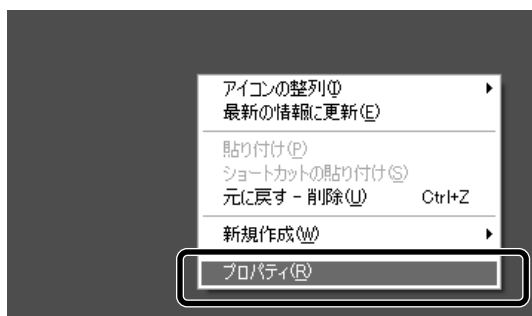 アイコンの整列(I)
最新の情報に更新(E)
貼り付け(P)
ショートカットの貼り付け(S)
元に戻す - 削除(U) Ctrl+Z
新規作成(W)
プロパティ(R)